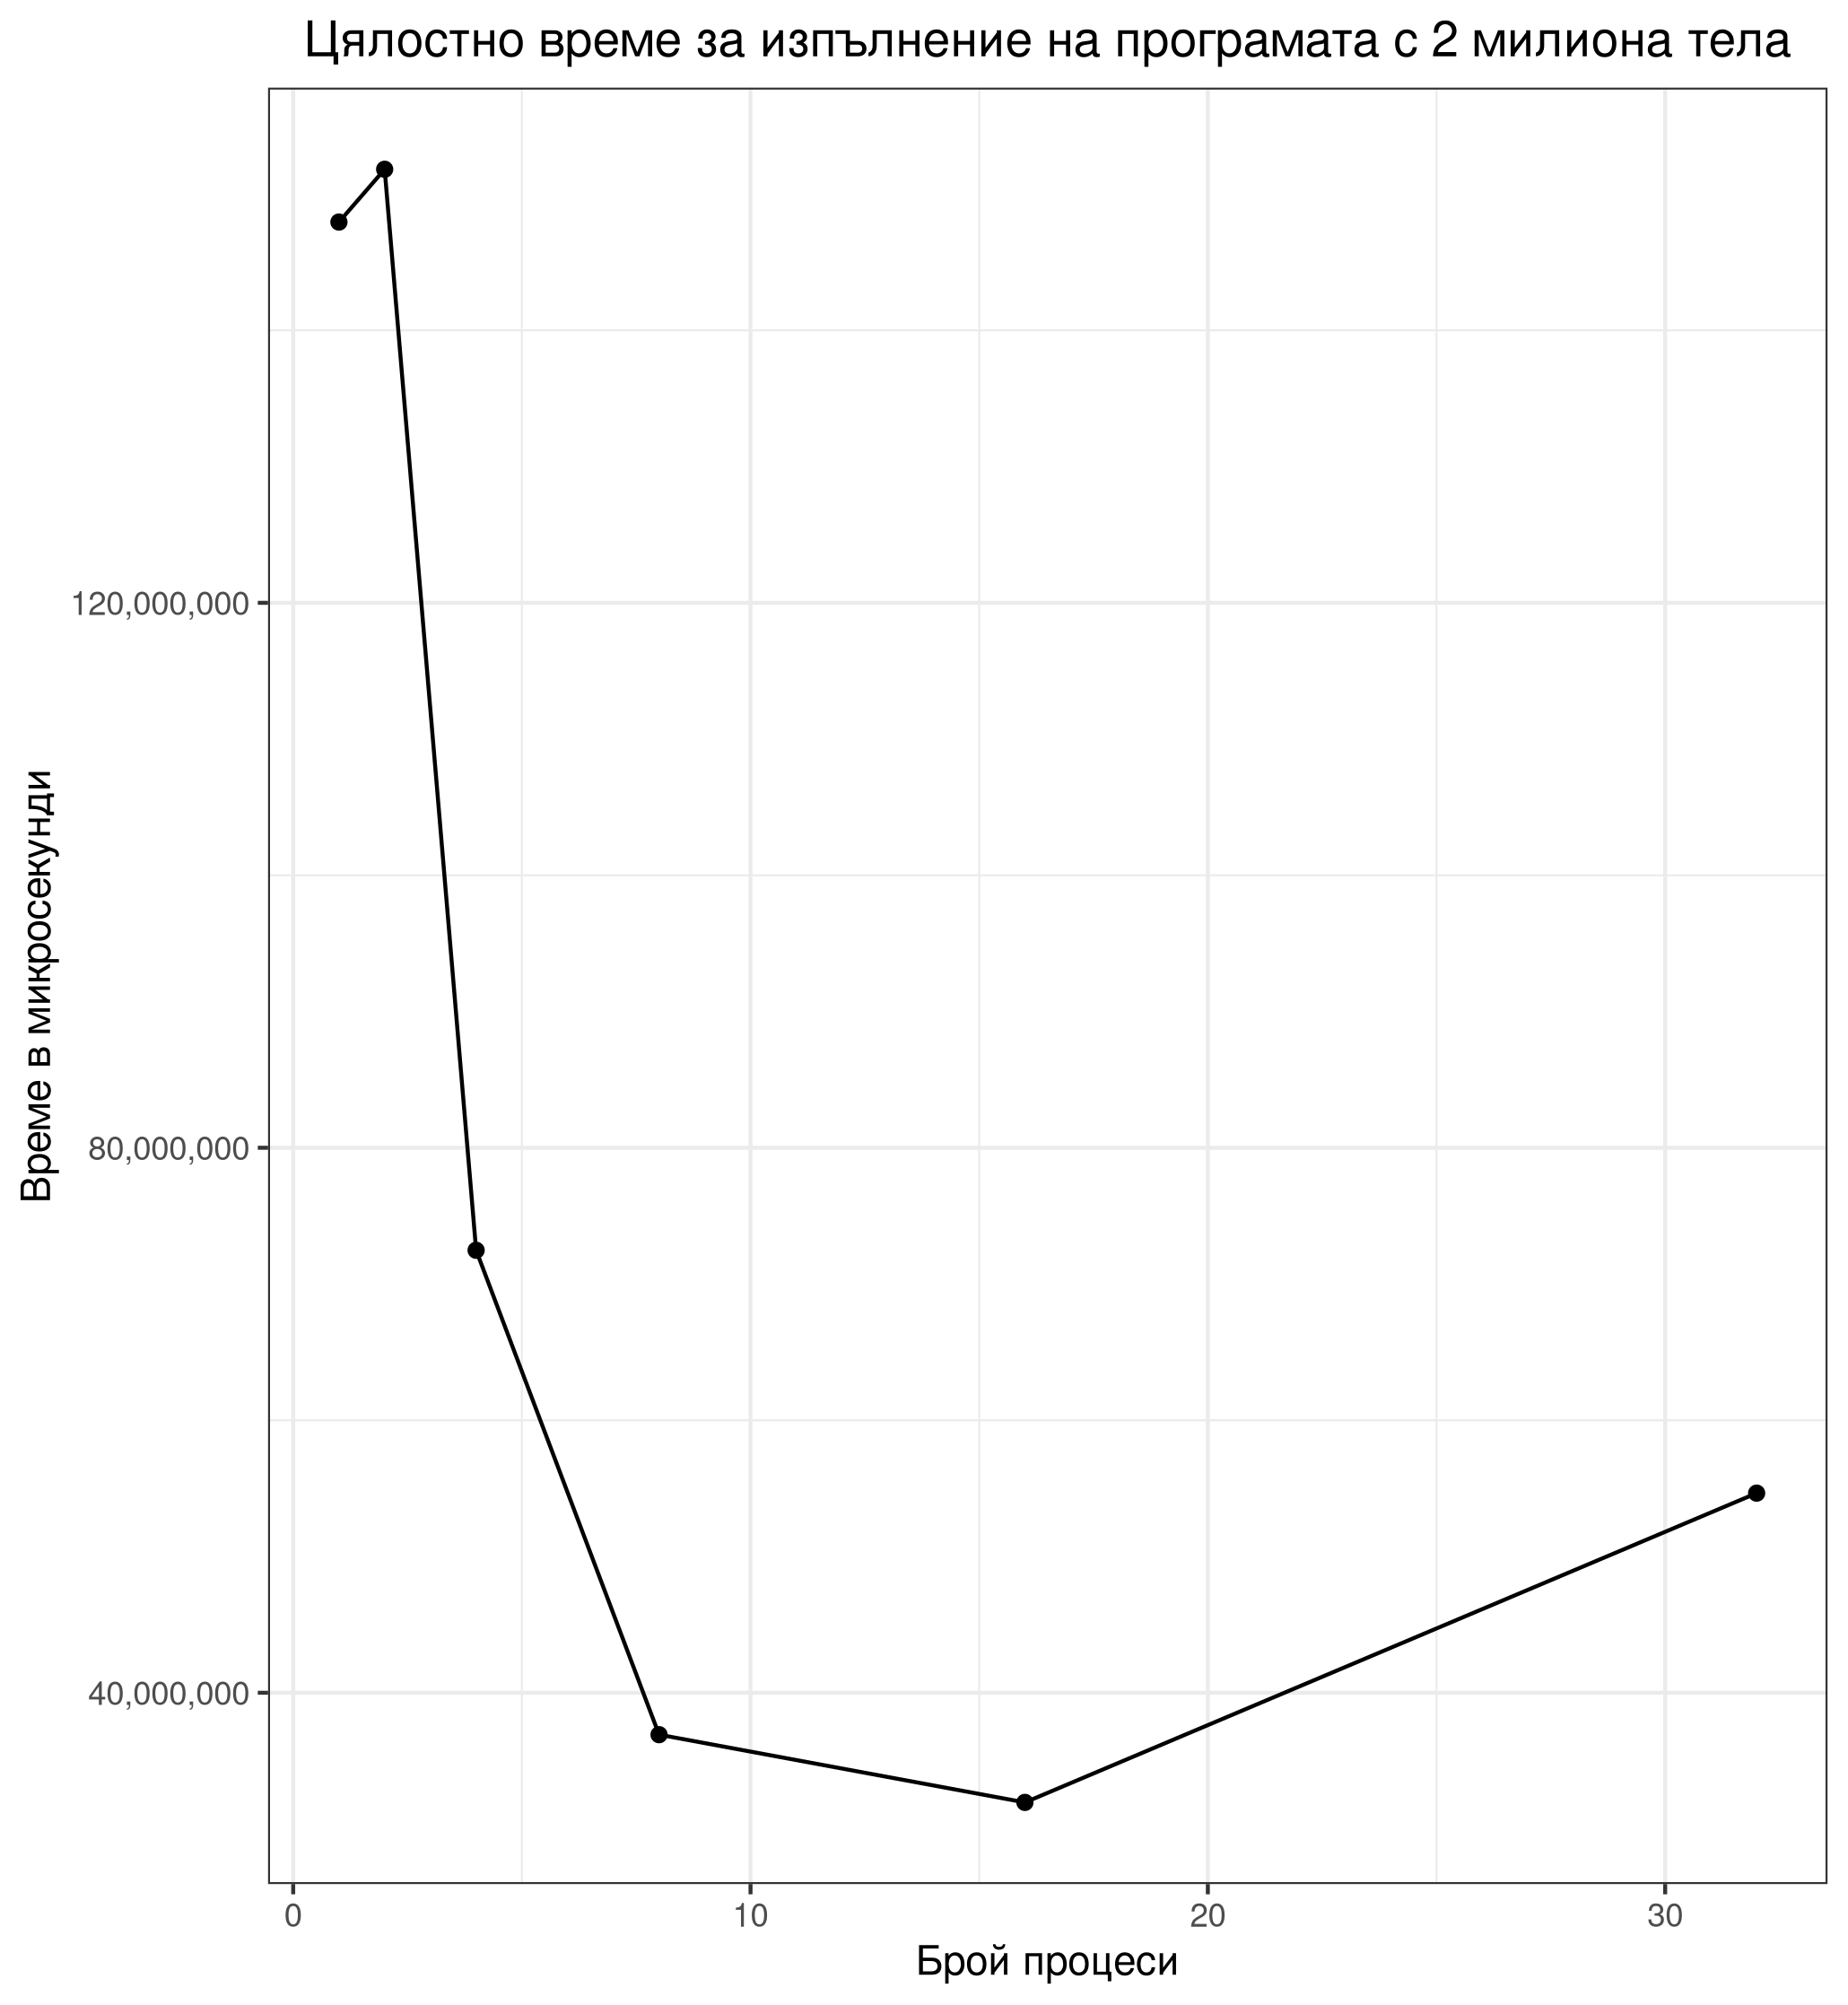 Цялостно време за изпълнение на програмата с 2 милиона тела
Време в микросекунди
120,000,000
80,000,000
40,000,000
0 10 20 30
Брой процеси